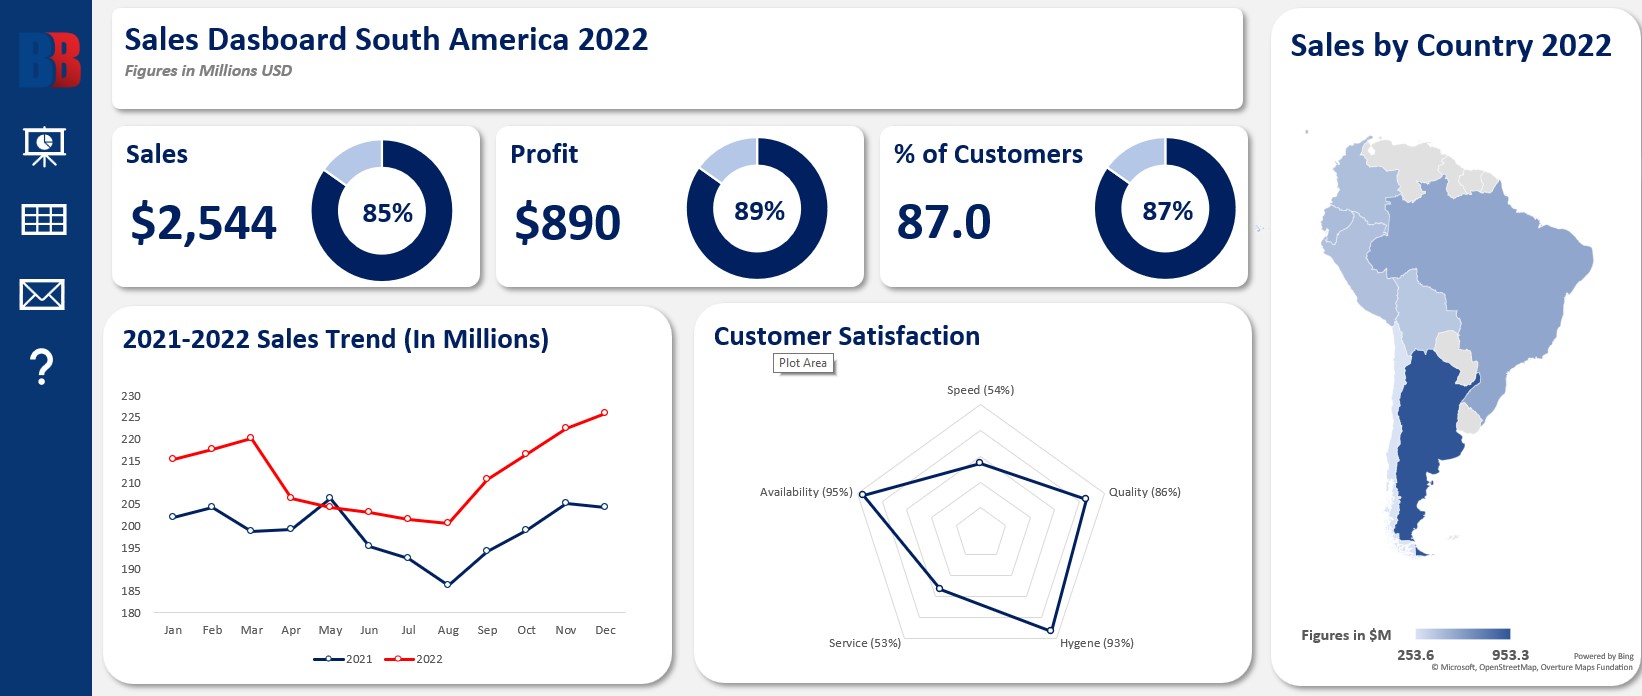 BB
Sales Dasboard South America 2022
Figures in Millions USD
Sales
$2,544
85%
Profit
$890
89%
% of Customers
87.0
87%
2021-2022 Sales Trend (In Millions)
230
225
220
215
210
205
200
195
190
185
180
Jan Feb Mar Apr May Jun Jul Aug Sep Oct Nov Dec
2021 2022
Customer Satisfaction
Plot Area
Speed (54%)
Availability (95%)
Quality (86%)
Service (53%)
Hygene (93%)
Sales by Country 2022
Figures in $M
253.6 953.3
Powered by Bing
© Microsoft, OpenStreetMap, Overture Maps Fundation
?